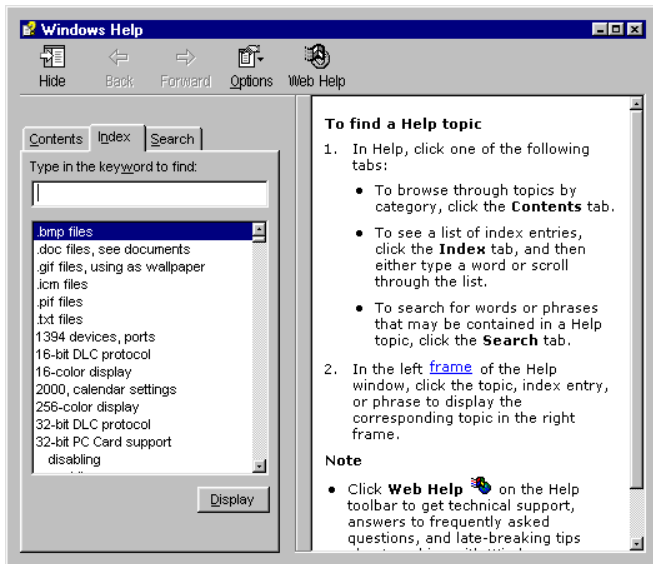 Windows Help
Hide Back Forward Options Web Help
Contents Index Search
Type in the keyword to find:
.bmp files
.doc files, see documents
.gif files, using as wallpaper
.icm files
.pif files
.txt files
1394 devices, ports
16-bit DLC protocol
16-color display
2000, calendar settings
256-color display
32-bit DLC protocol
32-bit PC Card support
disabling
Display
To find a Help topic
1. In Help, click one of the following
tabs:
• To browse through topics by
category, click the Contents tab.
• To see a list of index entries,
click the Index tab, and then
either type a word or scroll
through the list.
• To search for words or phrases
that may be contained in a Help
topic, click the Search tab.
2. In the left frame of the Help
window, click the topic, index entry,
or phrase to display the
corresponding topic in the right
frame.
Note
• Click Web Help on the Help
toolbar to get technical support,
answers to frequently asked
questions, and late-breaking tips